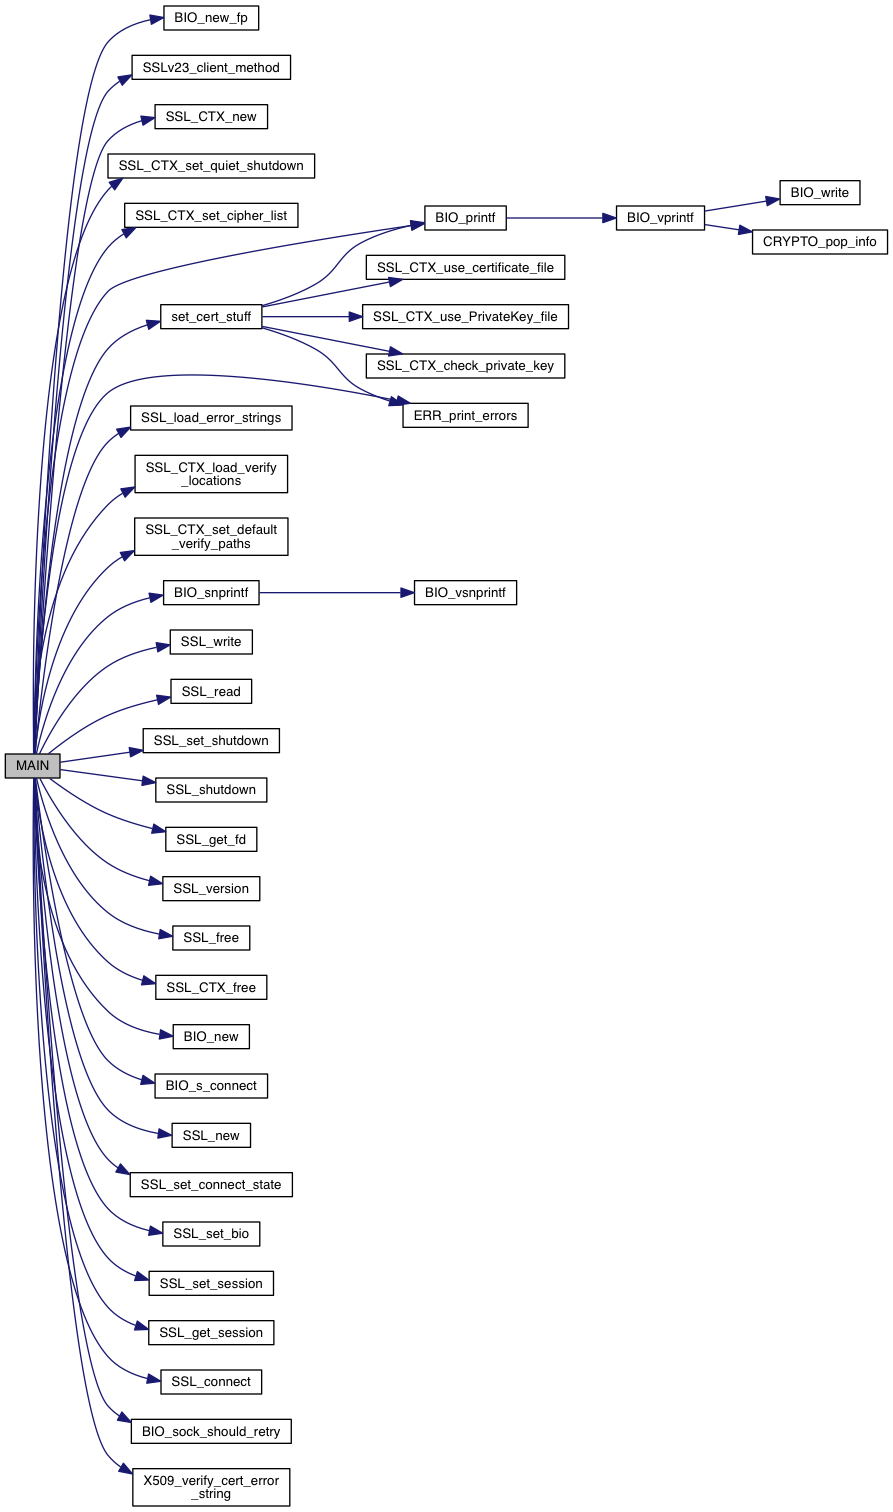 BIO_new_fp
SSLv23_client_method
SSL_CTX_new
SSL_CTX_set_quiet_shutdown
BIO_write
SSL_CTX_set_cipher_list
BIO_printf
BIO_vprintf
CRYPTO_pop_info
SSL_CTX_use_certificate_file
set_cert_stuff
SSL_CTX_use_PrivateKey_file
SSL_CTX_check_private_key
SSL_load_error_strings
ERR_print_errors
SSL_CTX_load_verify
_locations
SSL_CTX_set_default
_verify_paths
BIO_snprintf
BIO_vsnprintf
SSL_write
SSL_read
SSL_set_shutdown
MAIN
SSL_shutdown
SSL_get_fd
SSL_version
SSL_free
SSL_CTX_free
BIO_new
BIO_s_connect
SSL_new
SSL_set_connect_state
SSL_set_bio
SSL_set_session
SSL_get_session
SSL_connect
BIO_sock_should_retry
X509_verify_cert_error
_string